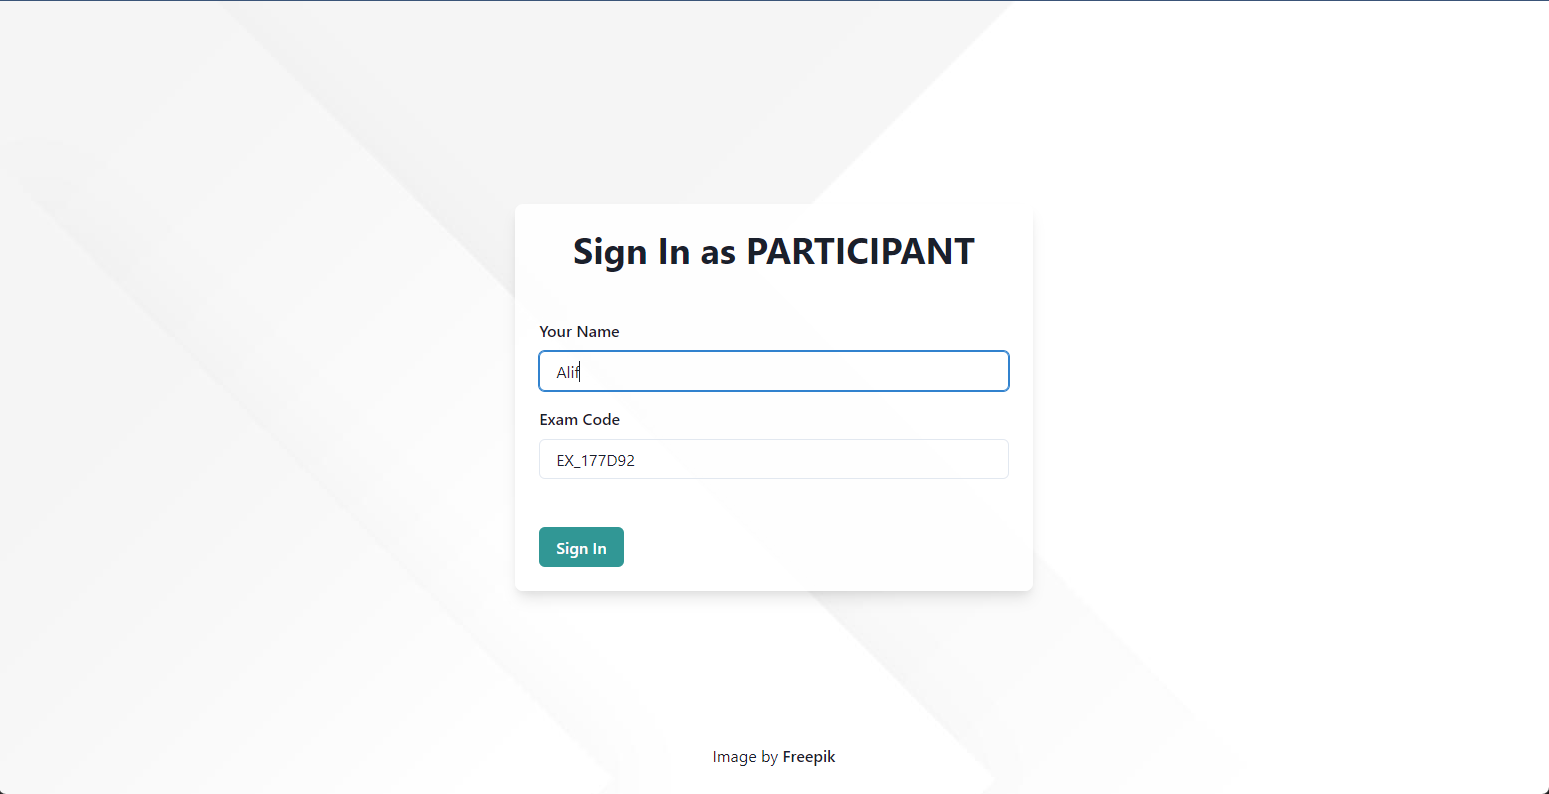 Sign In as PARTICIPANT
Your Name
Alif
Exam Code
EX_177D92
Sign In
Image by Freepik